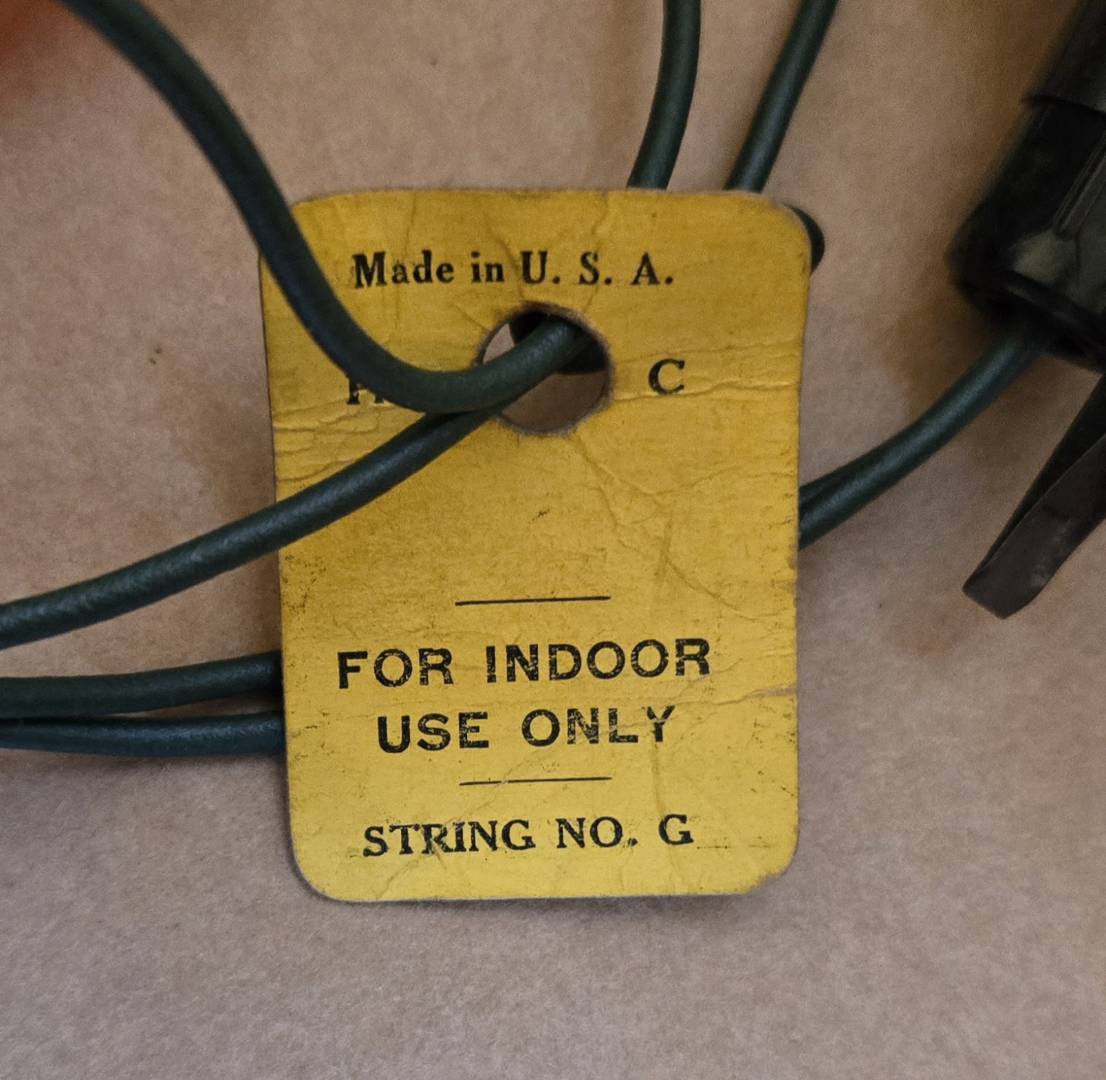 Made in U. S. A.
C
FOR INDOOR
USE ONLY
STRING NO. G